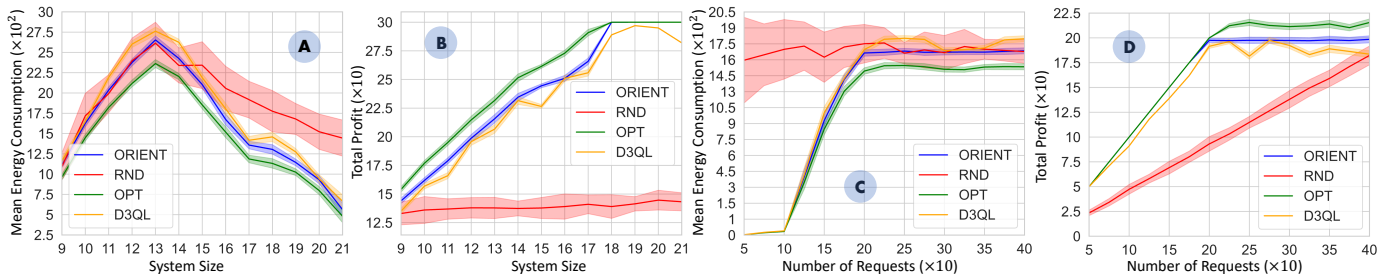 Mean Energy Consumption (×10²)
30
27.5
25
22.5
20
17.5
15
12.5
10
7.5
5
2.5
A
ORIENT
RND
OPT
D3QL
9 10 11 12 13 14 15 16 17 18 19 20 21
System Size
Total Profit (×10)
30
27.5
25
22.5
20
17.5
15
12.5
B
ORIENT
RND
OPT
D3QL
9 10 11 12 13 14 15 16 17 18 19 20 21
System Size
Mean Energy Consumption (×10²)
20.5
19
17.5
16
14.5
13
11.5
10
8.5
7
5.5
4
3
1
0
C
ORIENT
RND
OPT
D3QL
5 10 15 20 25 30 35 40
Number of Requests (×10)
Total Profit (×10)
22.5
20
17.5
15
12.5
10
7.5
5
2.5
0
D
ORIENT
RND
OPT
D3QL
5 10 15 20 25 30 35 40
Number of Requests (×10)